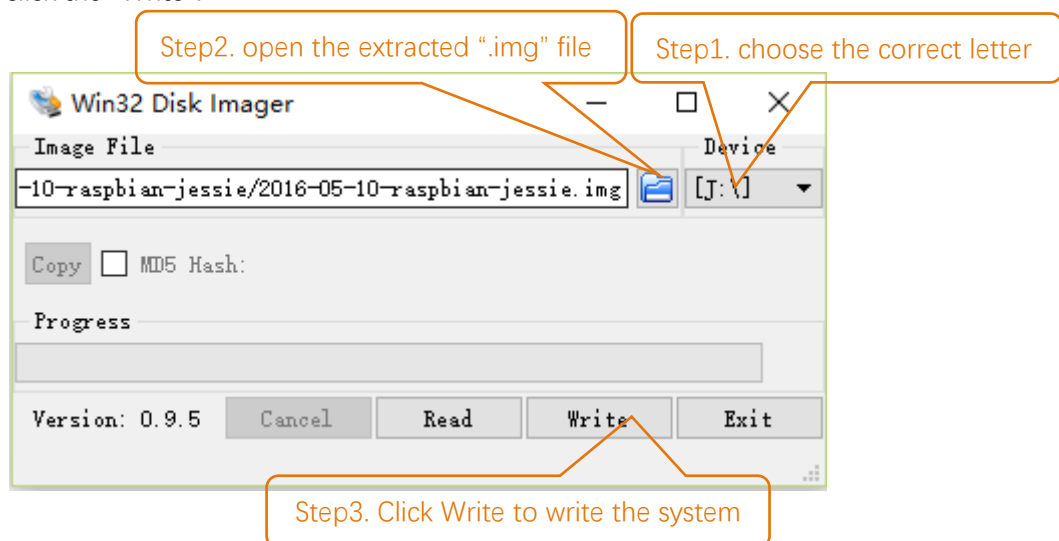 Step2. open the extracted “.img” file
Step1. choose the correct letter
Win32 Disk Imager
Image File
Device
-10-raspbian-jessie/2016-05-10-raspbian-jessie.img
[J:\]
Copy
MD5 Hash:
Progress
Version: 0.9.5
Cancel
Read
Write
Exit
Step3. Click Write to write the system